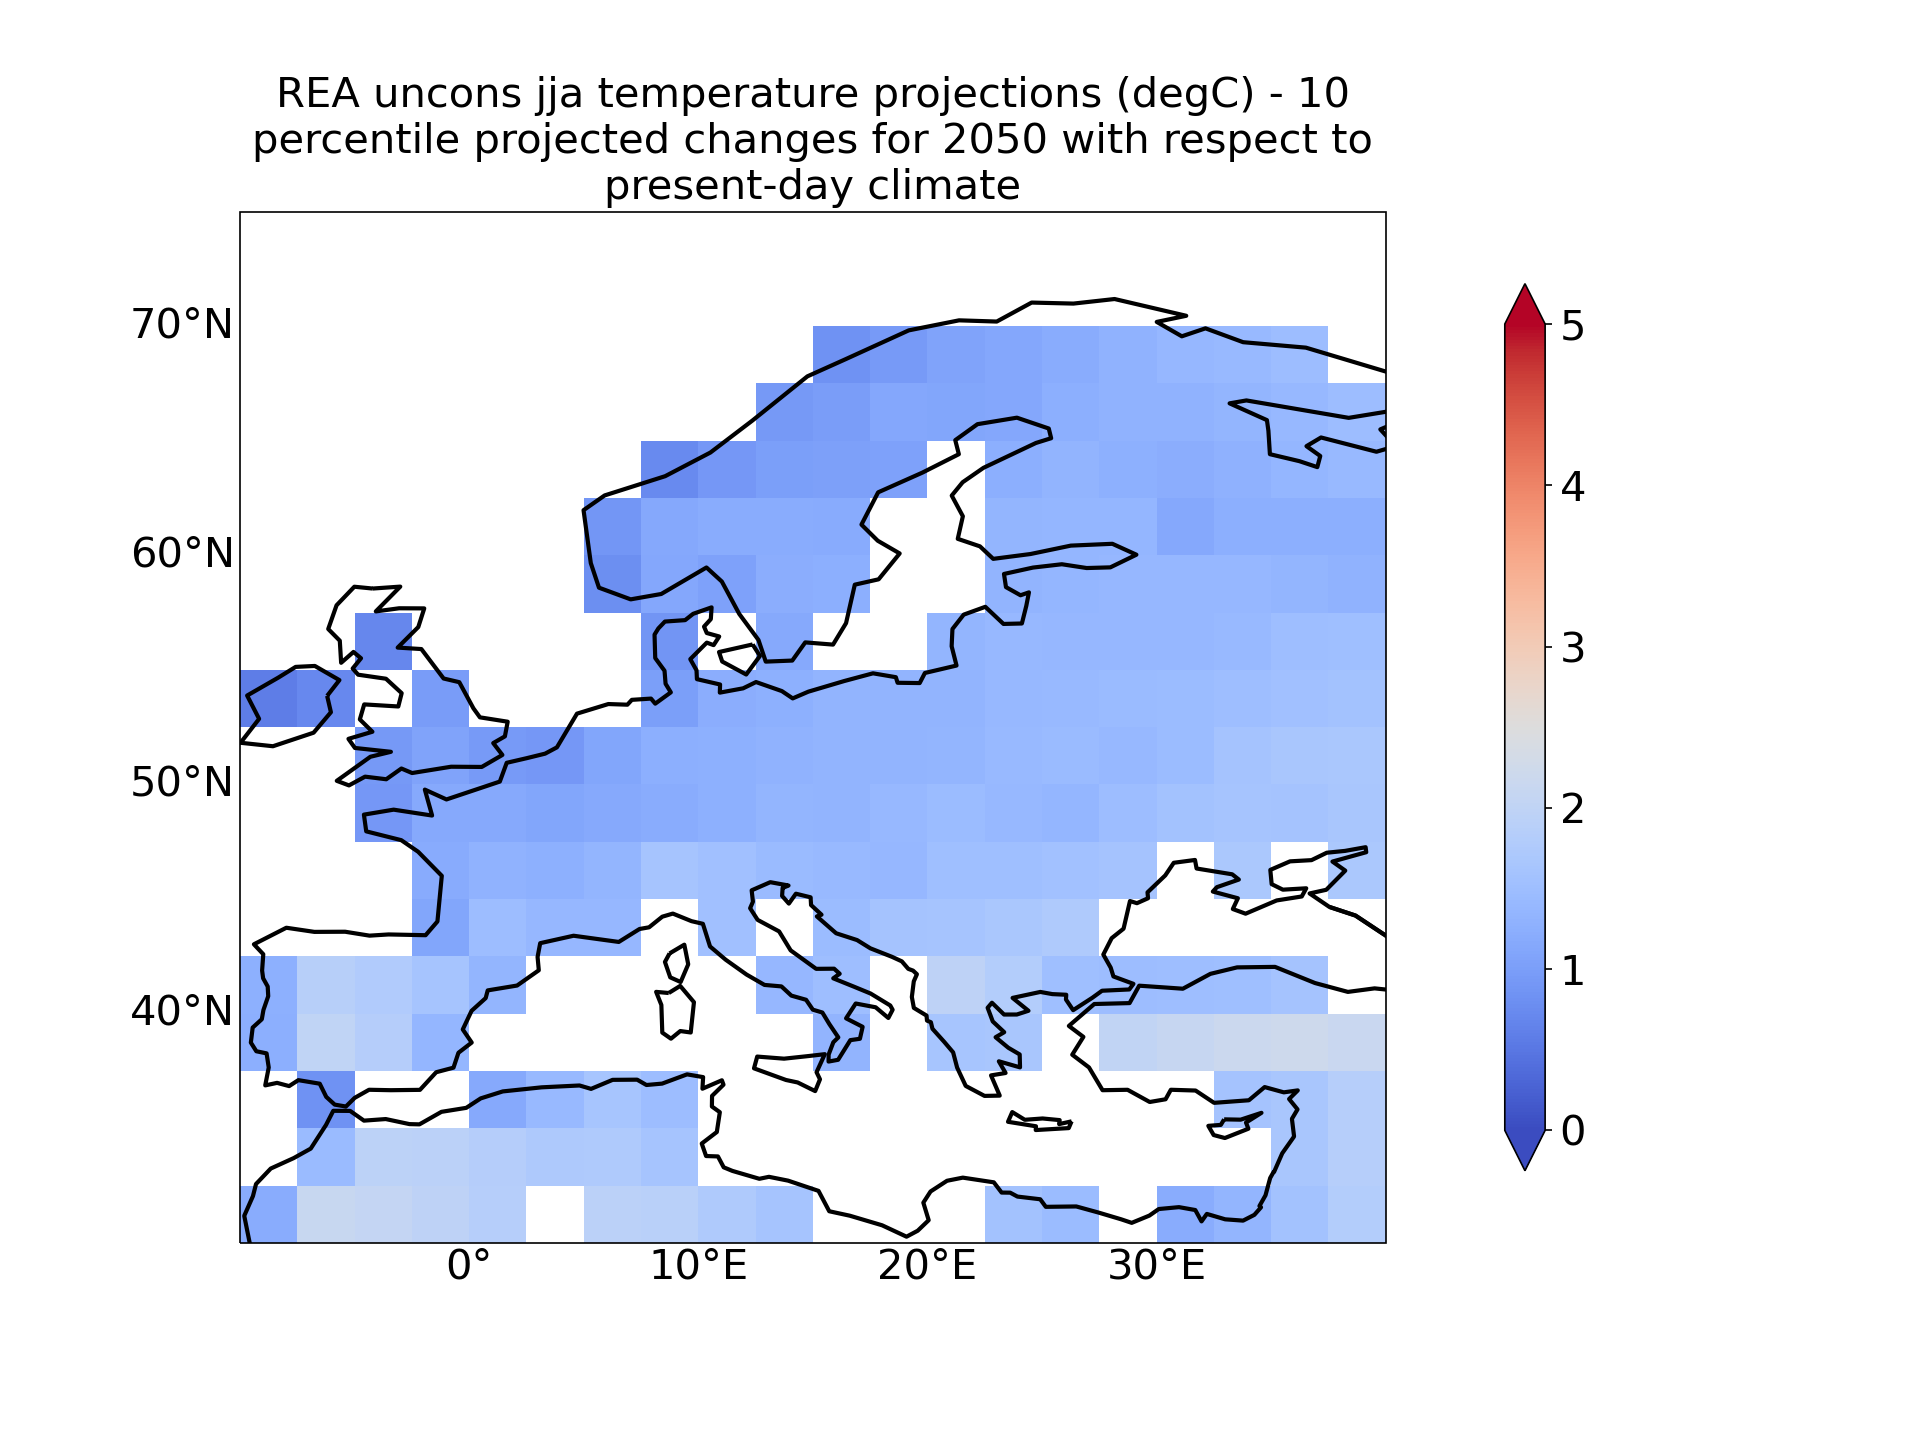 REA uncons jja temperature projections (degC) - 10
percentile projected changes for 2050 with respect to
present-day climate
70°N
60°N
50°N
40°N
0°
10°E
20°E
30°E
5
4
3
2
1
0